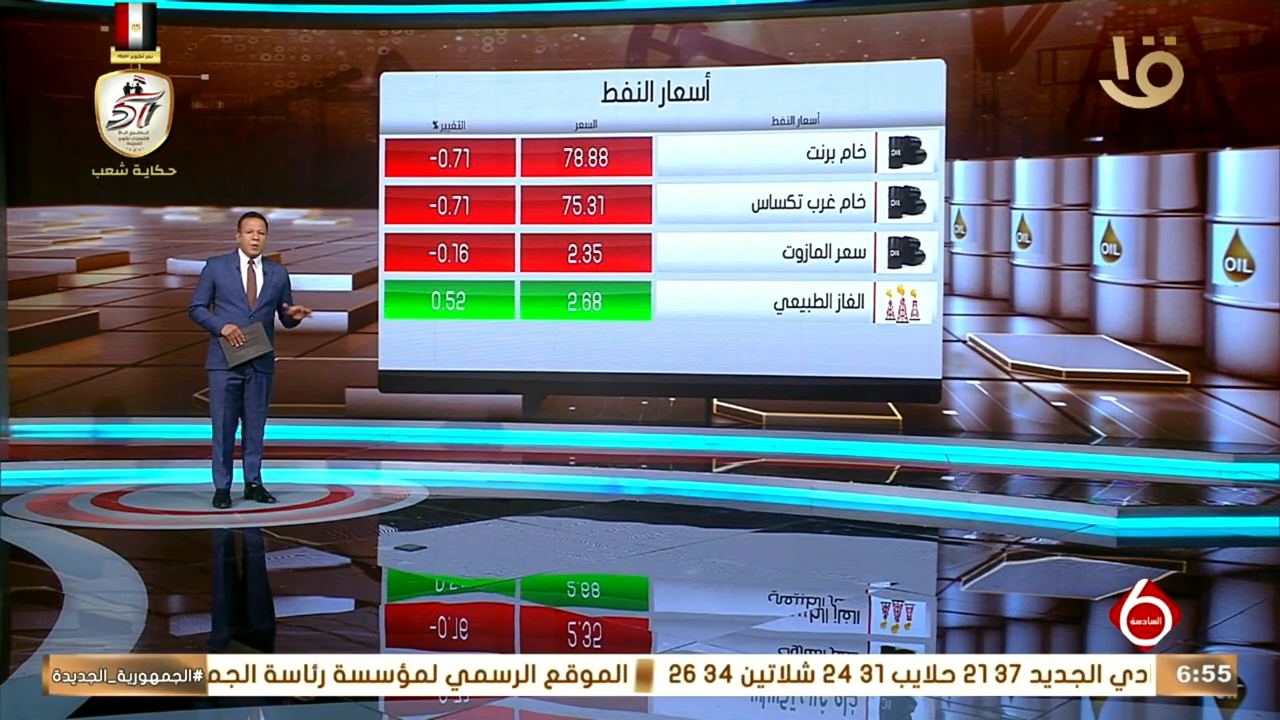 حكاية شعب
أسعار النفط
أسعار النفط السعر التغيير %
خام برنت 78.88 -0.71
خام غرب تكساس 75.31 -0.71
سعر المازوت 2.35 -0.16
الغاز الطبيعي 2.68 0.52
OIL
OIL
OIL
OIL
6
السادسة
6:55
ادي الجديد 37 21 حلايب 31 24 شلاتين 34 26 الموقع الرسمي لمؤسسة رئاسة الجم
#الجمهورية_الجديدة